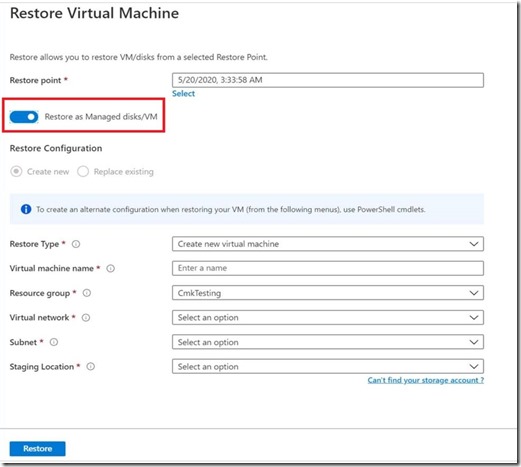 Restore Virtual Machine
Restore allows you to restore VM/disks from a selected Restore Point.
Restore point * 5/20/2020, 3:33:58 AM
Select
Restore as Managed disks/VM
Restore Configuration
Create new Replace existing
To create an alternate configuration when restoring your VM (from the following menus), use PowerShell cmdlets.
Restore Type * Create new virtual machine
Virtual machine name * Enter a name
Resource group * CmkTesting
Virtual network * Select an option
Subnet * Select an option
Staging Location * Select an option
Can't find your storage account ?
Restore